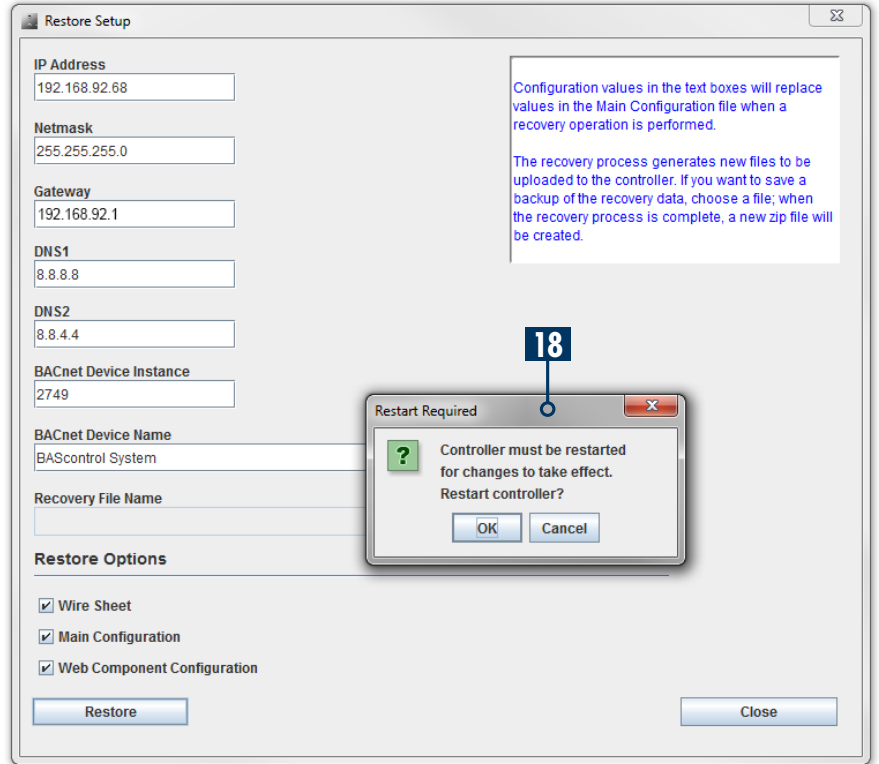 Restore Setup
IP Address
192.168.92.68
Netmask
255.255.255.0
Gateway
192.168.92.1
DNS1
8.8.8.8
DNS2
8.8.4.4
BACnet Device Instance
2749
BACnet Device Name
BAScontrol System
Recovery File Name
Configuration values in the text boxes will replace
values in the Main Configuration file when a
recovery operation is performed.
The recovery process generates new files to be
uploaded to the controller. If you want to save a
backup of the recovery data, choose a file; when
the recovery process is complete, a new zip file will
be created.
18
Restart Required
?
Controller must be restarted
for changes to take effect.
Restart controller?
OK
Cancel
Restore Options
Wire Sheet
Main Configuration
Web Component Configuration
Restore
Close